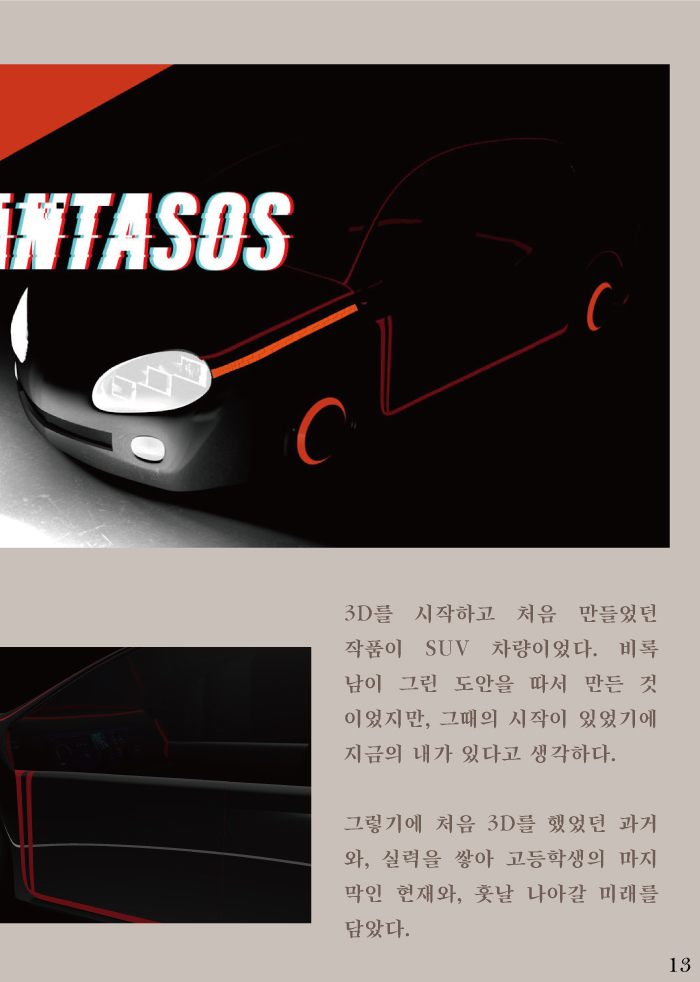 ANTASOS
3D를 시작하고 처음 만들었던
작품이 SUV 차량이었다. 비록
남이 그린 도안을 따서 만든 것
이었지만, 그때의 시작이 있었기에
지금의 내가 있다고 생각하다.
그렇기에 처음 3D를 했었던 과거
와, 실력을 쌓아 고등학생의 마지
막인 현재와, 훗날 나아갈 미래를
담았다.
13